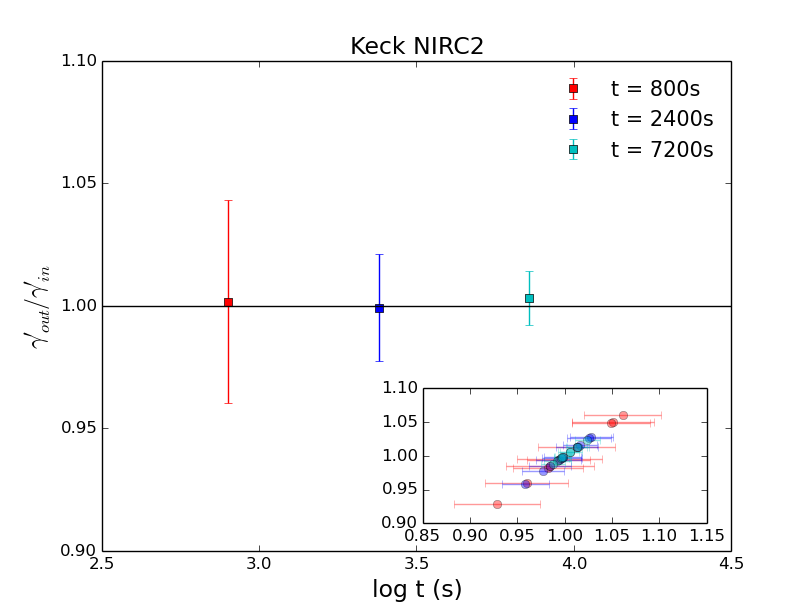 Keck NIRC2
1.10
1.05
1.00
0.95
0.90
γ′out/γ′in
t = 800s
t = 2400s
t = 7200s
1.10
1.05
1.00
0.95
0.90
0.85 0.90 0.95 1.00 1.05 1.10 1.15
2.5 3.0 3.5 4.0 4.5
log t (s)